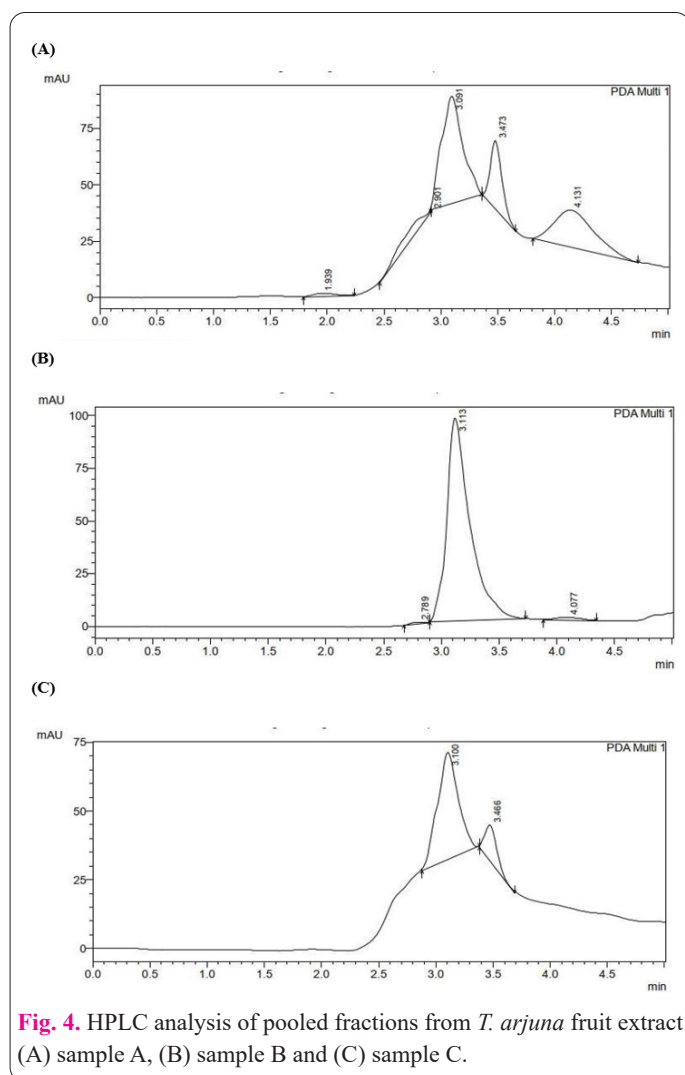 (A)
mAU
PDA Multi 1
75
50
25
0
3.091
3.473
2.901
4.131
1.939
0.0 0.5 1.0 1.5 2.0 2.5 3.0 3.5 4.0 4.5
min
(B)
mAU
PDA Multi 1
100
75
50
25
0
3.113
2.789
4.077
0.0 0.5 1.0 1.5 2.0 2.5 3.0 3.5 4.0 4.5
min
(C)
mAU
PDA Multi 1
75
50
25
0
3.100
3.466
0.0 0.5 1.0 1.5 2.0 2.5 3.0 3.5 4.0 4.5
min
Fig. 4. HPLC analysis of pooled fractions from T. arjuna fruit extract
(A) sample A, (B) sample B and (C) sample C.